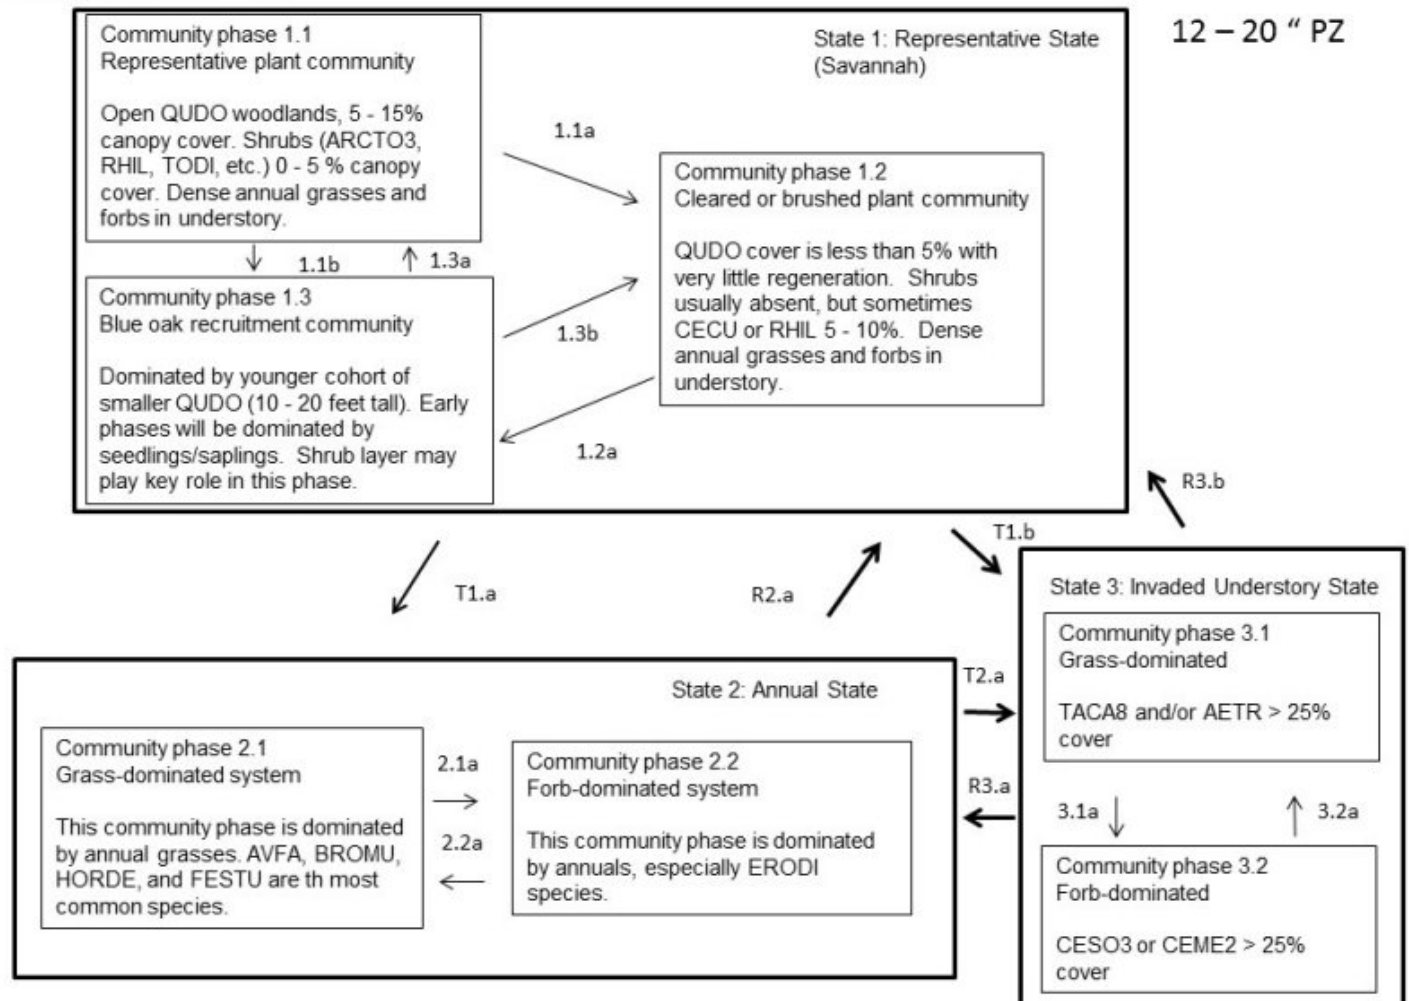 12 – 20 “ PZ
State 1: Representative State
(Savannah)
Community phase 1.1
Representative plant community
Open QUDO woodlands, 5 - 15%
canopy cover. Shrubs (ARCTO3,
RHIL, TODI, etc.) 0 - 5 % canopy
cover. Dense annual grasses and
forbs in understory.
1.1a
Community phase 1.2
Cleared or brushed plant community
QUDO cover is less than 5% with
very little regeneration. Shrubs
usually absent, but sometimes
CECU or RHIL 5 - 10%. Dense
annual grasses and forbs in
understory.
1.1b
1.3a
Community phase 1.3
Blue oak recruitment community
Dominated by younger cohort of
smaller QUDO (10 - 20 feet tall). Early
phases will be dominated by
seedlings/saplings. Shrub layer may
play key role in this phase.
1.3b
1.2a
R3.b
T1.b
T1.a
R2.a
State 2: Annual State
Community phase 2.1
Grass-dominated system
This community phase is dominated
by annual grasses. AVFA, BROMU,
HORDE, and FESTU are th most
common species.
2.1a
2.2a
Community phase 2.2
Forb-dominated system
This community phase is dominated
by annuals, especially ERODI
species.
T2.a
R3.a
State 3: Invaded Understory State
Community phase 3.1
Grass-dominated
TACA8 and/or AETR > 25%
cover
3.1a
3.2a
Community phase 3.2
Forb-dominated
CESO3 or CEME2 > 25%
cover